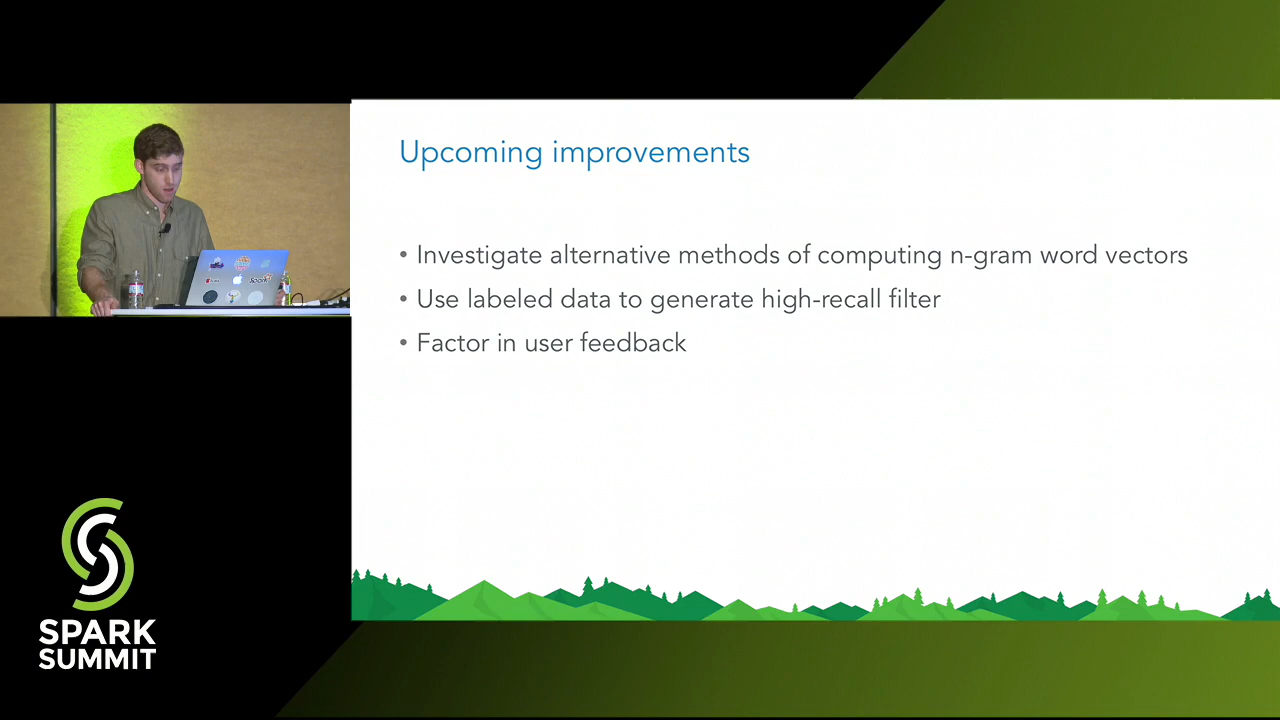 Upcoming improvements
• Investigate alternative methods of computing n-gram word vectors
• Use labeled data to generate high-recall filter
• Factor in user feedback
Spark
SPARK
SUMMIT